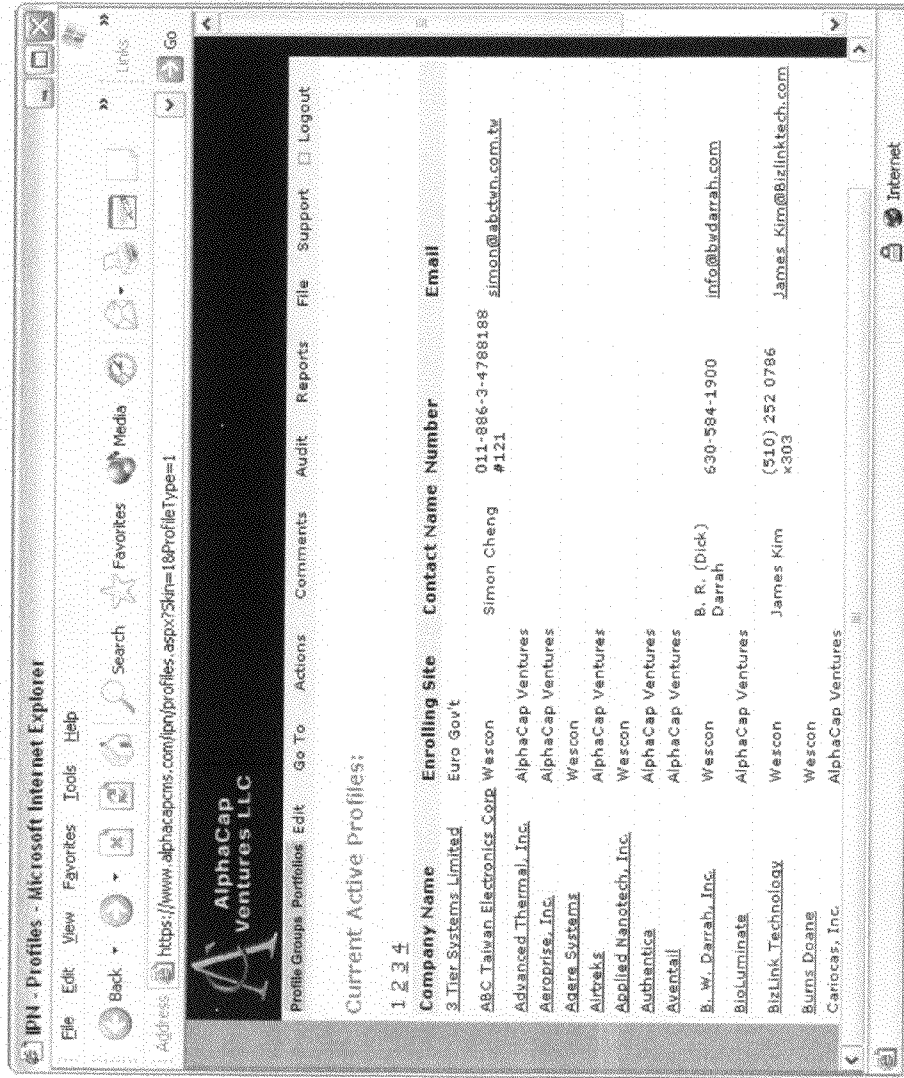 IPN - Profiles - Microsoft Internet Explorer
File Edit View Favorites Tools Help
Back Search Favorites Media Links
Address https://www.alphacapcms.com/ipn/profiles.aspx?Skin=1&ProfileType=1 Go
AlphaCap
Ventures LLC
Profile Groups Portfolios Edit Go To Actions Comments Audit Reports File Support Logout
Current Active Profiles:
1 2 3 4
Company Name Enrolling Site Contact Name Number Email
3 Tier Systems Limited Euro Gov't
ABC Taiwan Electronics Corp Wescon Simon Cheng 011-886-3-4788188 simon@abctwn.com.tw
#121
Advanced Thermal, Inc. AlphaCap Ventures
Aeroprise, Inc. AlphaCap Ventures
Agere Systems Wescon
Airtreks AlphaCap Ventures
Applied Nanotech, Inc. Wescon
Authentica AlphaCap Ventures
Aventail AlphaCap Ventures
B. W. Darrah, Inc. Wescon B. R. (Dick) 630-584-1900 info@bwdarrah.com
Darrah
BioLuminate AlphaCap Ventures
BizLink Technology Wescon James Kim (510) 252 0786 James Kim@Bizlinktech.com
x303
Burns Doane Wescon
Cariocas, Inc. AlphaCap Ventures
Internet